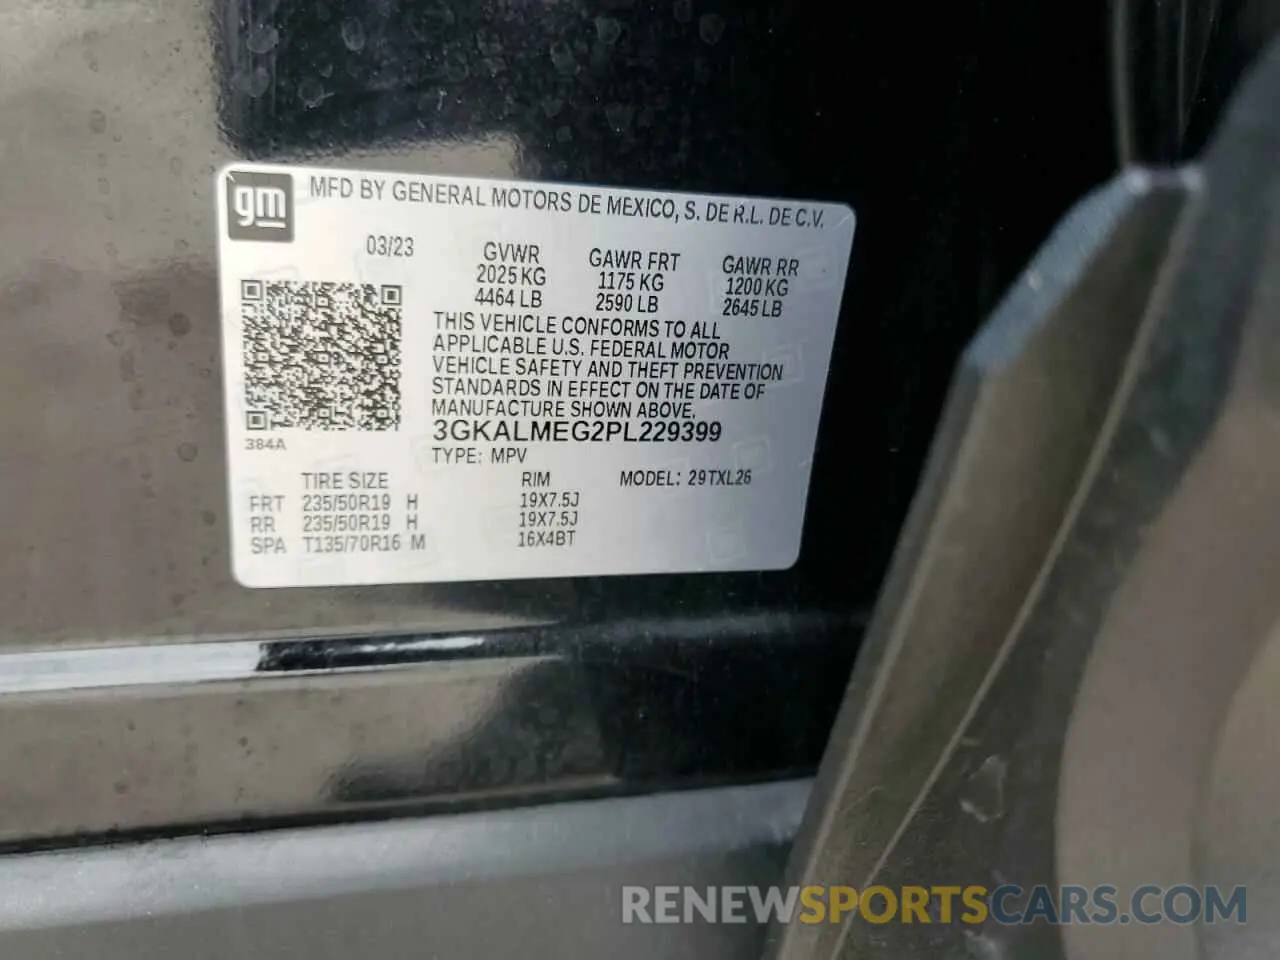 gm
MFD BY GENERAL MOTORS DE MEXICO, S. DE R.L. DE C.V.
03/23 GVWR GAWR FRT GAWR RR
2025 KG 1175 KG 1200 KG
4464 LB 2590 LB 2645 LB
THIS VEHICLE CONFORMS TO ALL
APPLICABLE U.S. FEDERAL MOTOR
VEHICLE SAFETY AND THEFT PREVENTION
STANDARDS IN EFFECT ON THE DATE OF
MANUFACTURE SHOWN ABOVE.
384A
3GKALMEG2PL229399
TYPE: MPV
TIRE SIZE RIM MODEL: 29TXL26
FRT 235/50R19 H 19X7.5J
RR 235/50R19 H 19X7.5J
SPA T135/70R16 M 16X4BT
RENEWSPORTSCARS.COM